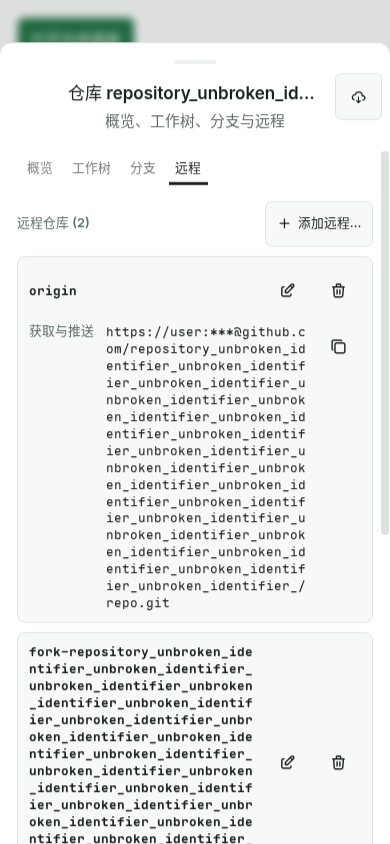 仓库 repository_unbroken_id...
概览、工作树、分支与远程
概览 工作树 分支 远程
远程仓库 (2)
+ 添加远程...
origin
获取与推送 https://user:***@github.c
om/repository_unbroken_id
entifier_unbroken_identif
ier_unbroken_identifier_u
nbroken_identifier_unbrok
en_identifier_unbroken_id
entifier_unbroken_identif
ier_unbroken_identifier_u
nbroken_identifier_unbrok
en_identifier_unbroken_id
entifier_unbroken_identif
ier_unbroken_identifier_u
nbroken_identifier_unbrok
en_identifier_unbroken_id
entifier_unbroken_identif
ier_unbroken_identifier_/
repo.git
fork-repository_unbroken_ide
ntifier_unbroken_identifier_
unbroken_identifier_unbroken
_identifier_unbroken_identif
ier_unbroken_identifier_unbr
oken_identifier_unbroken_ide
ntifier_unbroken_identifier_
unbroken_identifier_unbroken
_identifier_unbroken_identif
ier_unbroken_identifier_unbr
oken_identifier_unbroken_ide
ntifier_unbroken_identifier_